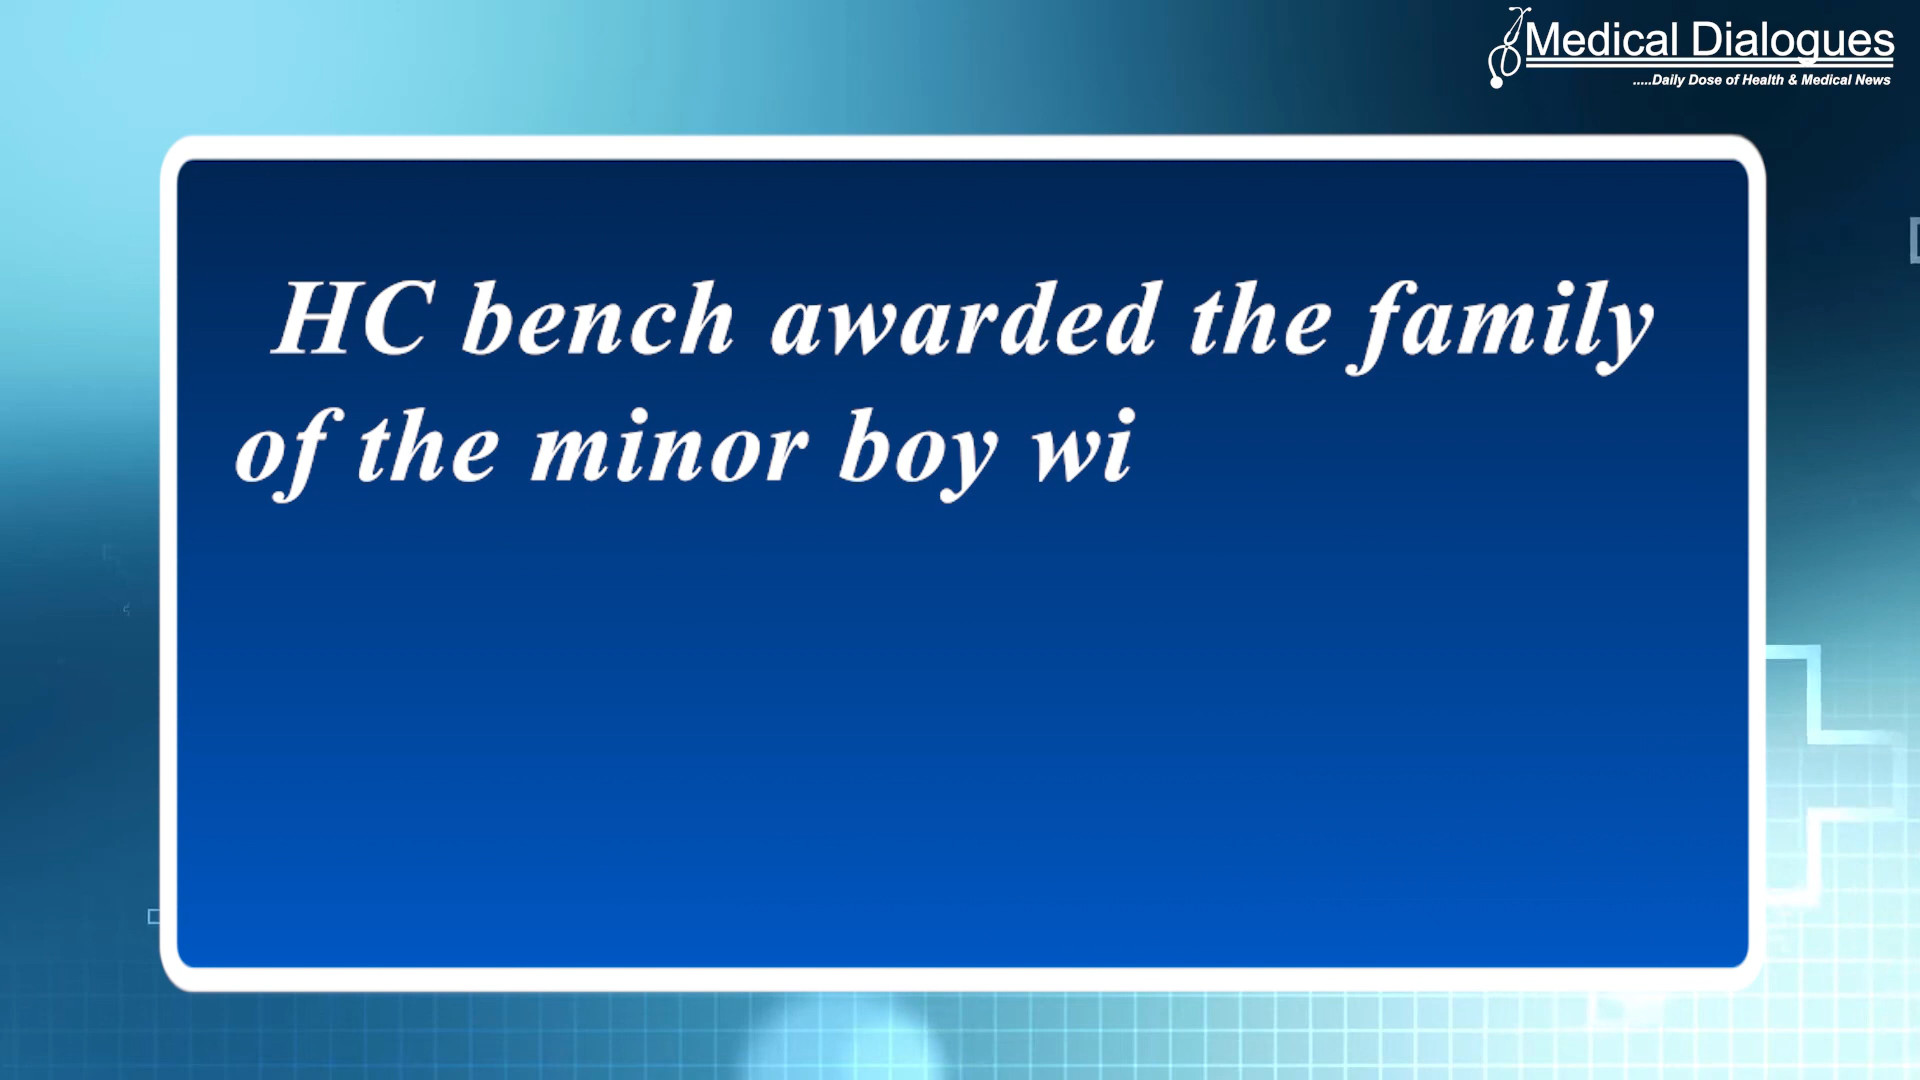 Medical Dialogues
.....Daily Dose of Health & Medical News
HC bench awarded the family
of the minor boy wi